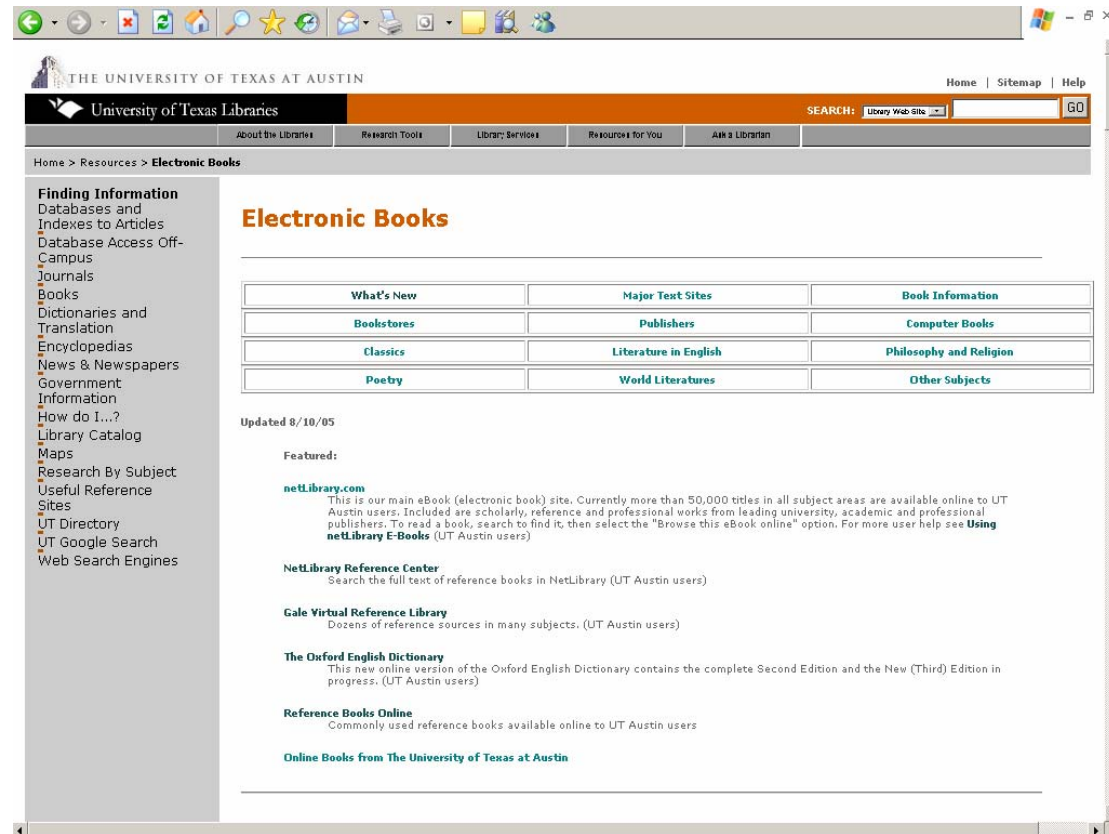 THE UNIVERSITY OF TEXAS AT AUSTIN
Home | Sitemap | Help
University of Texas Libraries
SEARCH: Library Web Site GO
About the Libraries Research Tools Library Services Resources for You Ask a Librarian
Home > Resources > Electronic Books
Finding Information
Databases and
Indexes to Articles
Database Access Off-
Campus
Journals
Books
Dictionaries and
Translation
Encyclopedias
News & Newspapers
Government
Information
How do I...?
Library Catalog
Maps
Research By Subject
Useful Reference
Sites
UT Directory
UT Google Search
Web Search Engines
Electronic Books
What's New Major Text Sites Book Information
Bookstores Publishers Computer Books
Classics Literature in English Philosophy and Religion
Poetry World Literatures Other Subjects
Updated 8/10/05
Featured:
netLibrary.com
This is our main eBook (electronic book) site. Currently more than 50,000 titles in all subject areas are available online to UT
Austin users. Included are scholarly, reference and professional works from leading university, academic and professional
publishers. To read a book, search to find it, then select the "Browse this eBook online" option. For more user help see Using
netLibrary E-Books (UT Austin users)
NetLibrary Reference Center
Search the full text of reference books in NetLibrary (UT Austin users)
Gale Virtual Reference Library
Dozens of reference sources in many subjects. (UT Austin users)
The Oxford English Dictionary
This new online version of the Oxford English Dictionary contains the complete Second Edition and the New (Third) Edition in
progress. (UT Austin users)
Reference Books Online
Commonly used reference books available online to UT Austin users
Online Books from The University of Texas at Austin